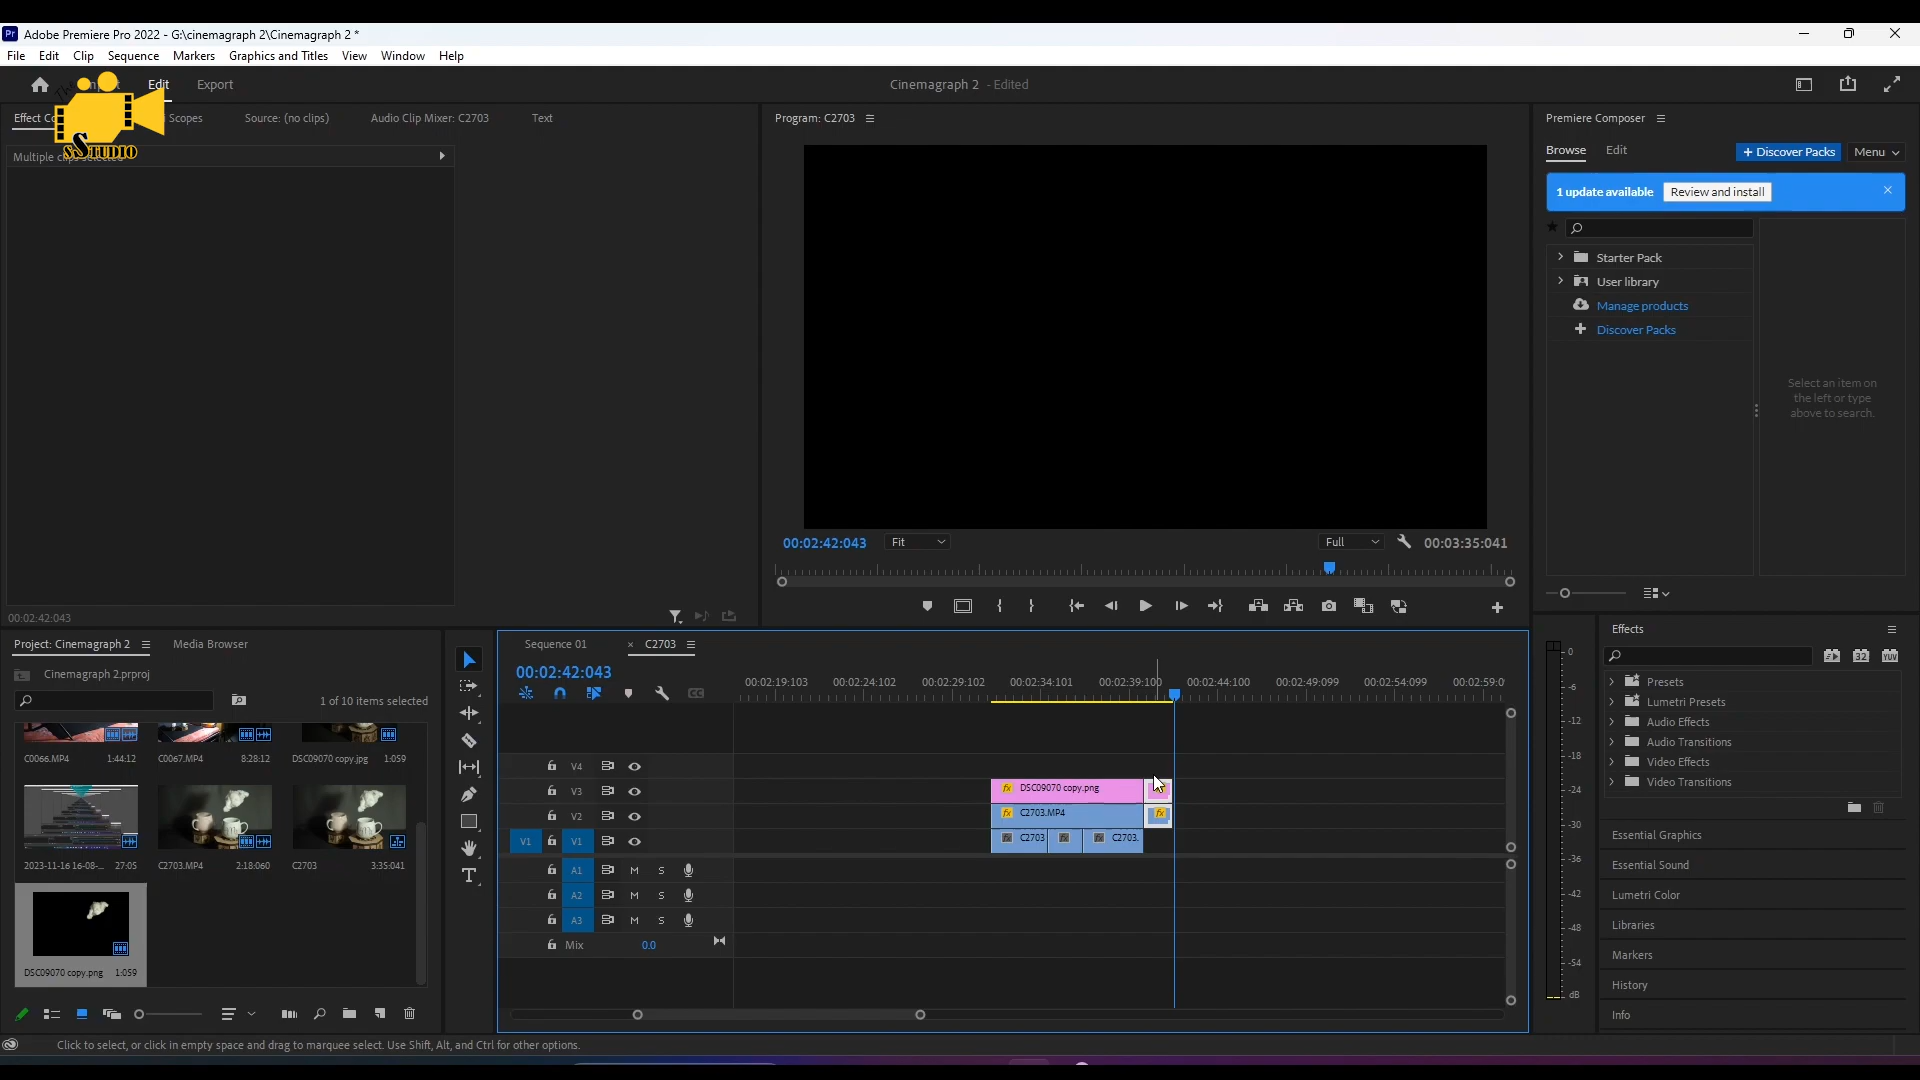 Adobe Premiere Pro 2022 - G:\cinemagraph 2\Cinemagraph 2 *
File Edit Clip Sequence Markers Graphics and Titles View Window Help
Edit Export
Cinemagraph 2 - Edited
SSTUDIO
Effect Co
Scopes
Source: (no clips)
Audio Clip Mixer: C2703
Text
Multiple clips selected
00:02:42:043
Program: C2703
00:02:42:043
Fit
Full
00:03:35:041
Premiere Composer
Browse Edit
+ Discover Packs
Menu
1 update available
Review and install
Starter Pack
User library
Manage products
Discover Packs
Select an item on
the left or type
above to search.
Project: Cinemagraph 2
Media Browser
Cinemagraph 2.prproj
1 of 10 items selected
C0066.MP4 1:44:12
C0067.MP4 8:28:12
DSC09070 copy.jpg 1:059
2023-11-16 16-08-... 27:05
C2703.MP4 2:18:060
C2703 3:35:041
DSC09070 copy.png 1:059
Sequence 01
× C2703
00:02:42:043
00:02:19:103 00:02:24:102 00:02:29:102 00:02:34:101 00:02:39:100 00:02:44:100 00:02:49:099 00:02:54:099 00:02:59:0
V4
V3
DSC09070 copy.png
V2
C2703.MP4
V1 V1
C2703 C2703.
A1 M S
A2 M S
A3 M S
Mix 0.0
0
-6
-12
-18
-24
-30
-36
-42
-48
-54
dB
Effects
32
YUV
Presets
Lumetri Presets
Audio Effects
Audio Transitions
Video Effects
Video Transitions
Essential Graphics
Essential Sound
Lumetri Color
Libraries
Markers
History
Info
Click to select, or click in empty space and drag to marquee select. Use Shift, Alt, and Ctrl for other options.